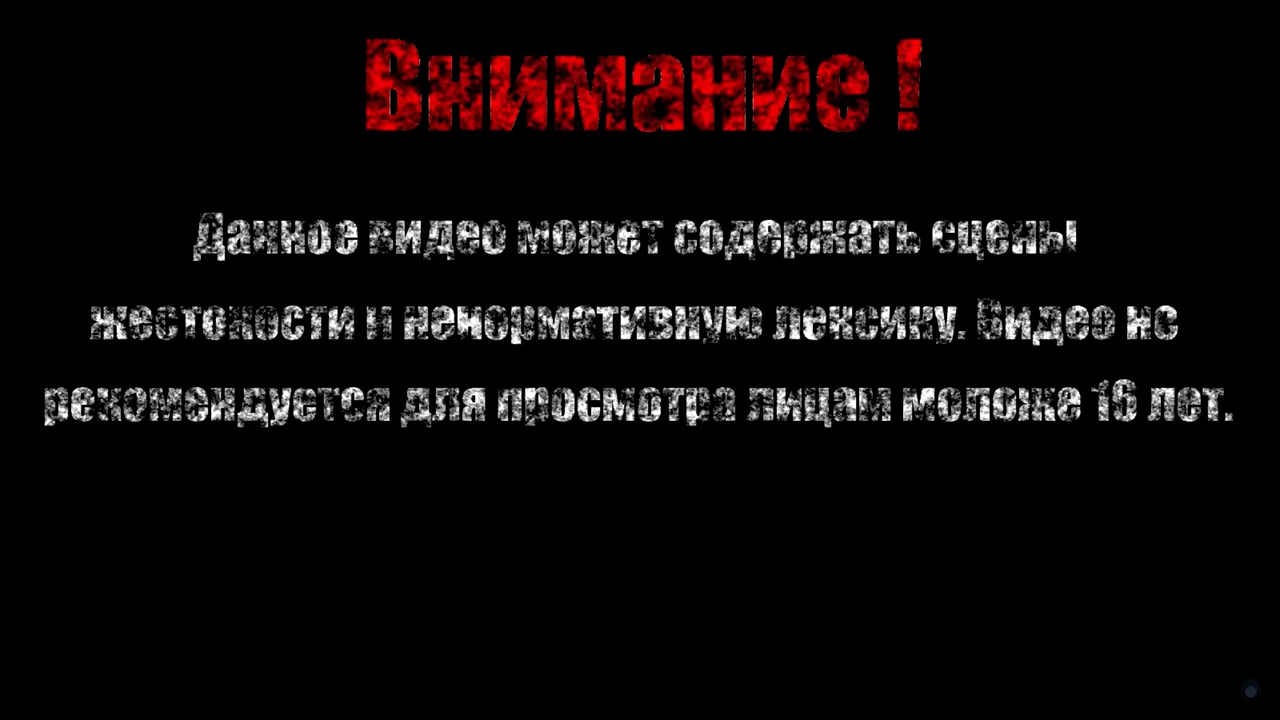 Внимание !
Данное видео может содержать сцены
жестокости и ненормативную лексику. Видео не
рекомендуется для просмотра лицам моложе 16 лет.